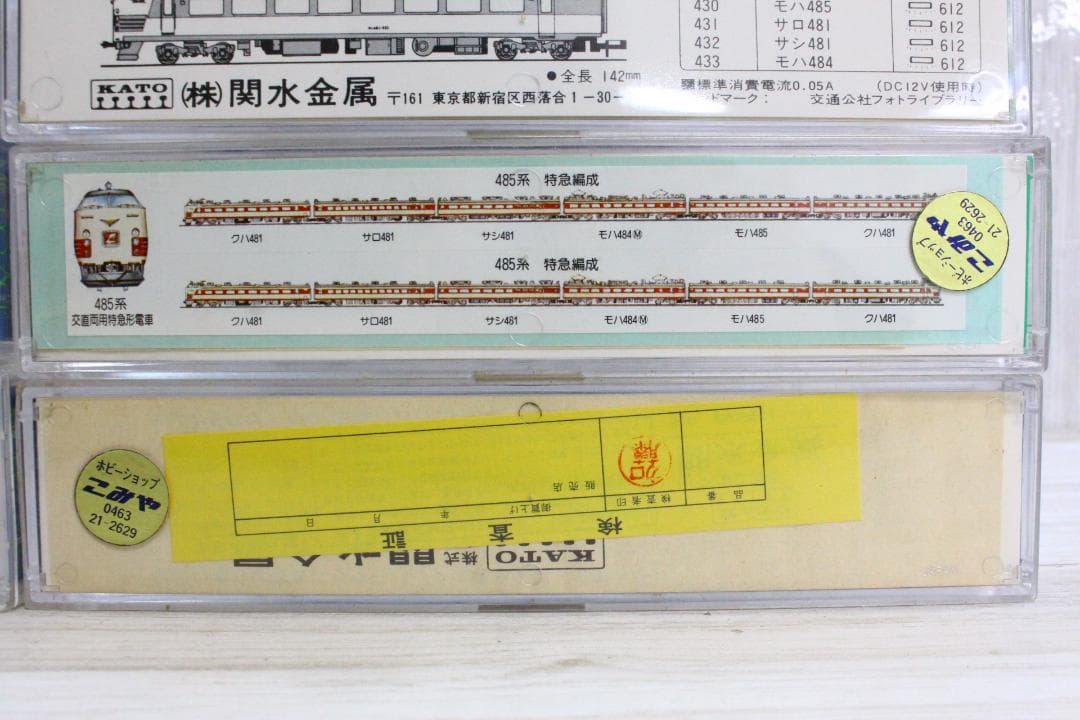 430 モハ485 612
431 サロ481 612
432 サシ481 612
433 モハ484 612
●全長 142mm
KATO (株)関水金属 〒161 東京都新宿区西落合1-30-
標準消費電流0.05A (DC12V使用時)
ドマーク: 交通公社フォトライブラリー
485系 特急編成
クハ481 サロ481 サシ481 モハ484Ⓜ モハ485 クハ481
485系 特急編成
クハ481 サロ481 サシ481 モハ484Ⓜ モハ485 クハ481
485系
交直両用特急形電車
ホビーショップ
こみや
0463
21-2629
ホビーショップ
こみや
0463
21-2629
検査証
品番
検査者印
加藤
販売店
御買上げ 年 月 日
KATO 株式